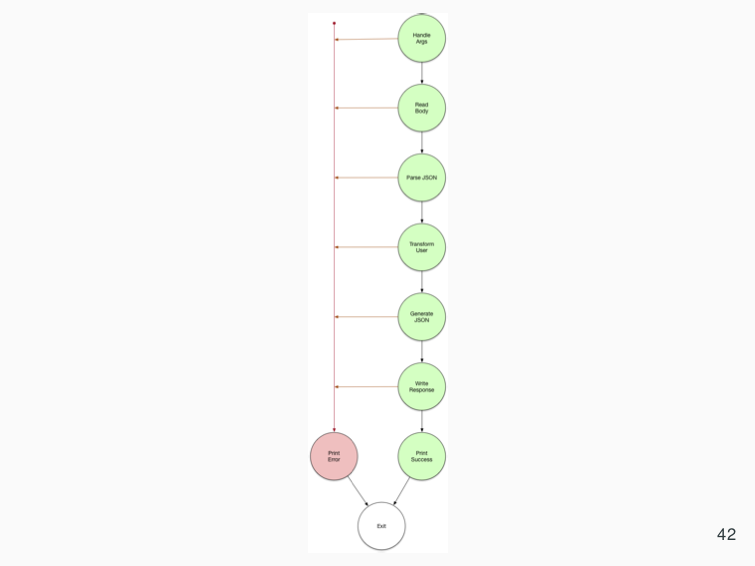 Handle
Args
Read
Body
Parse JSON
Transform
User
Generate
JSON
Write
Response
Print
Error
Print
Success
Exit
42